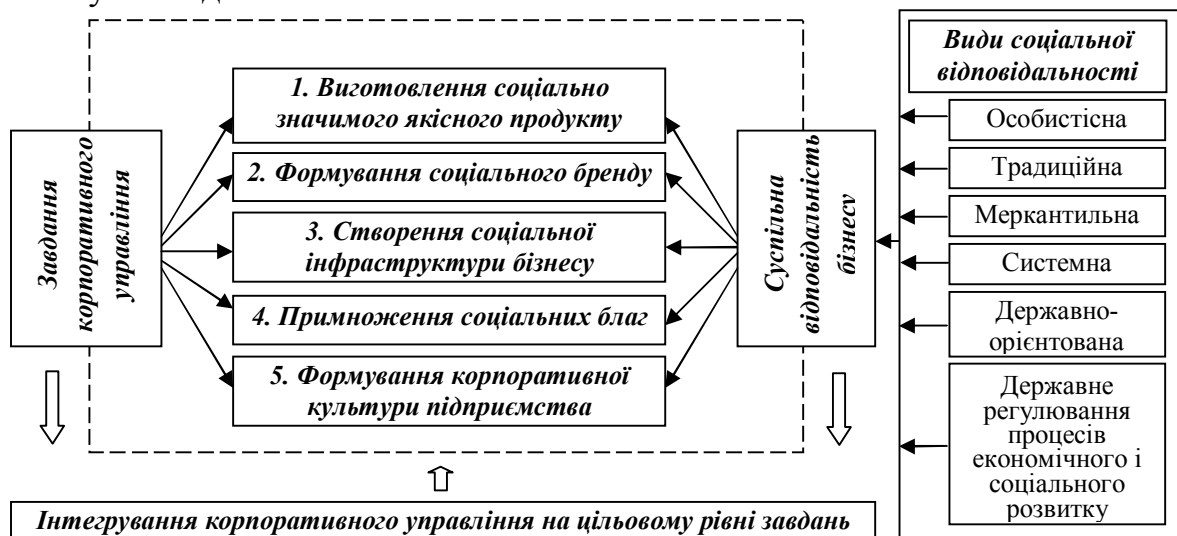 Види соціальної
відповідальності
1. Виготовлення соціально
значимого якісного продукту
Особистісна
2. Формування соціального бренду
Традиційна
Завдання
корпоративного
управління
3. Створення соціальної
інфраструктури бізнесу
Суспільна
відповідальність
бізнесу
Меркантильна
Системна
4. Примноження соціальних благ
Державно-
орієнтована
5. Формування корпоративної
культури підприємства
Державне
регулювання
процесів
економічного і
соціального
розвитку
Інтегрування корпоративного управління на цільовому рівні завдань